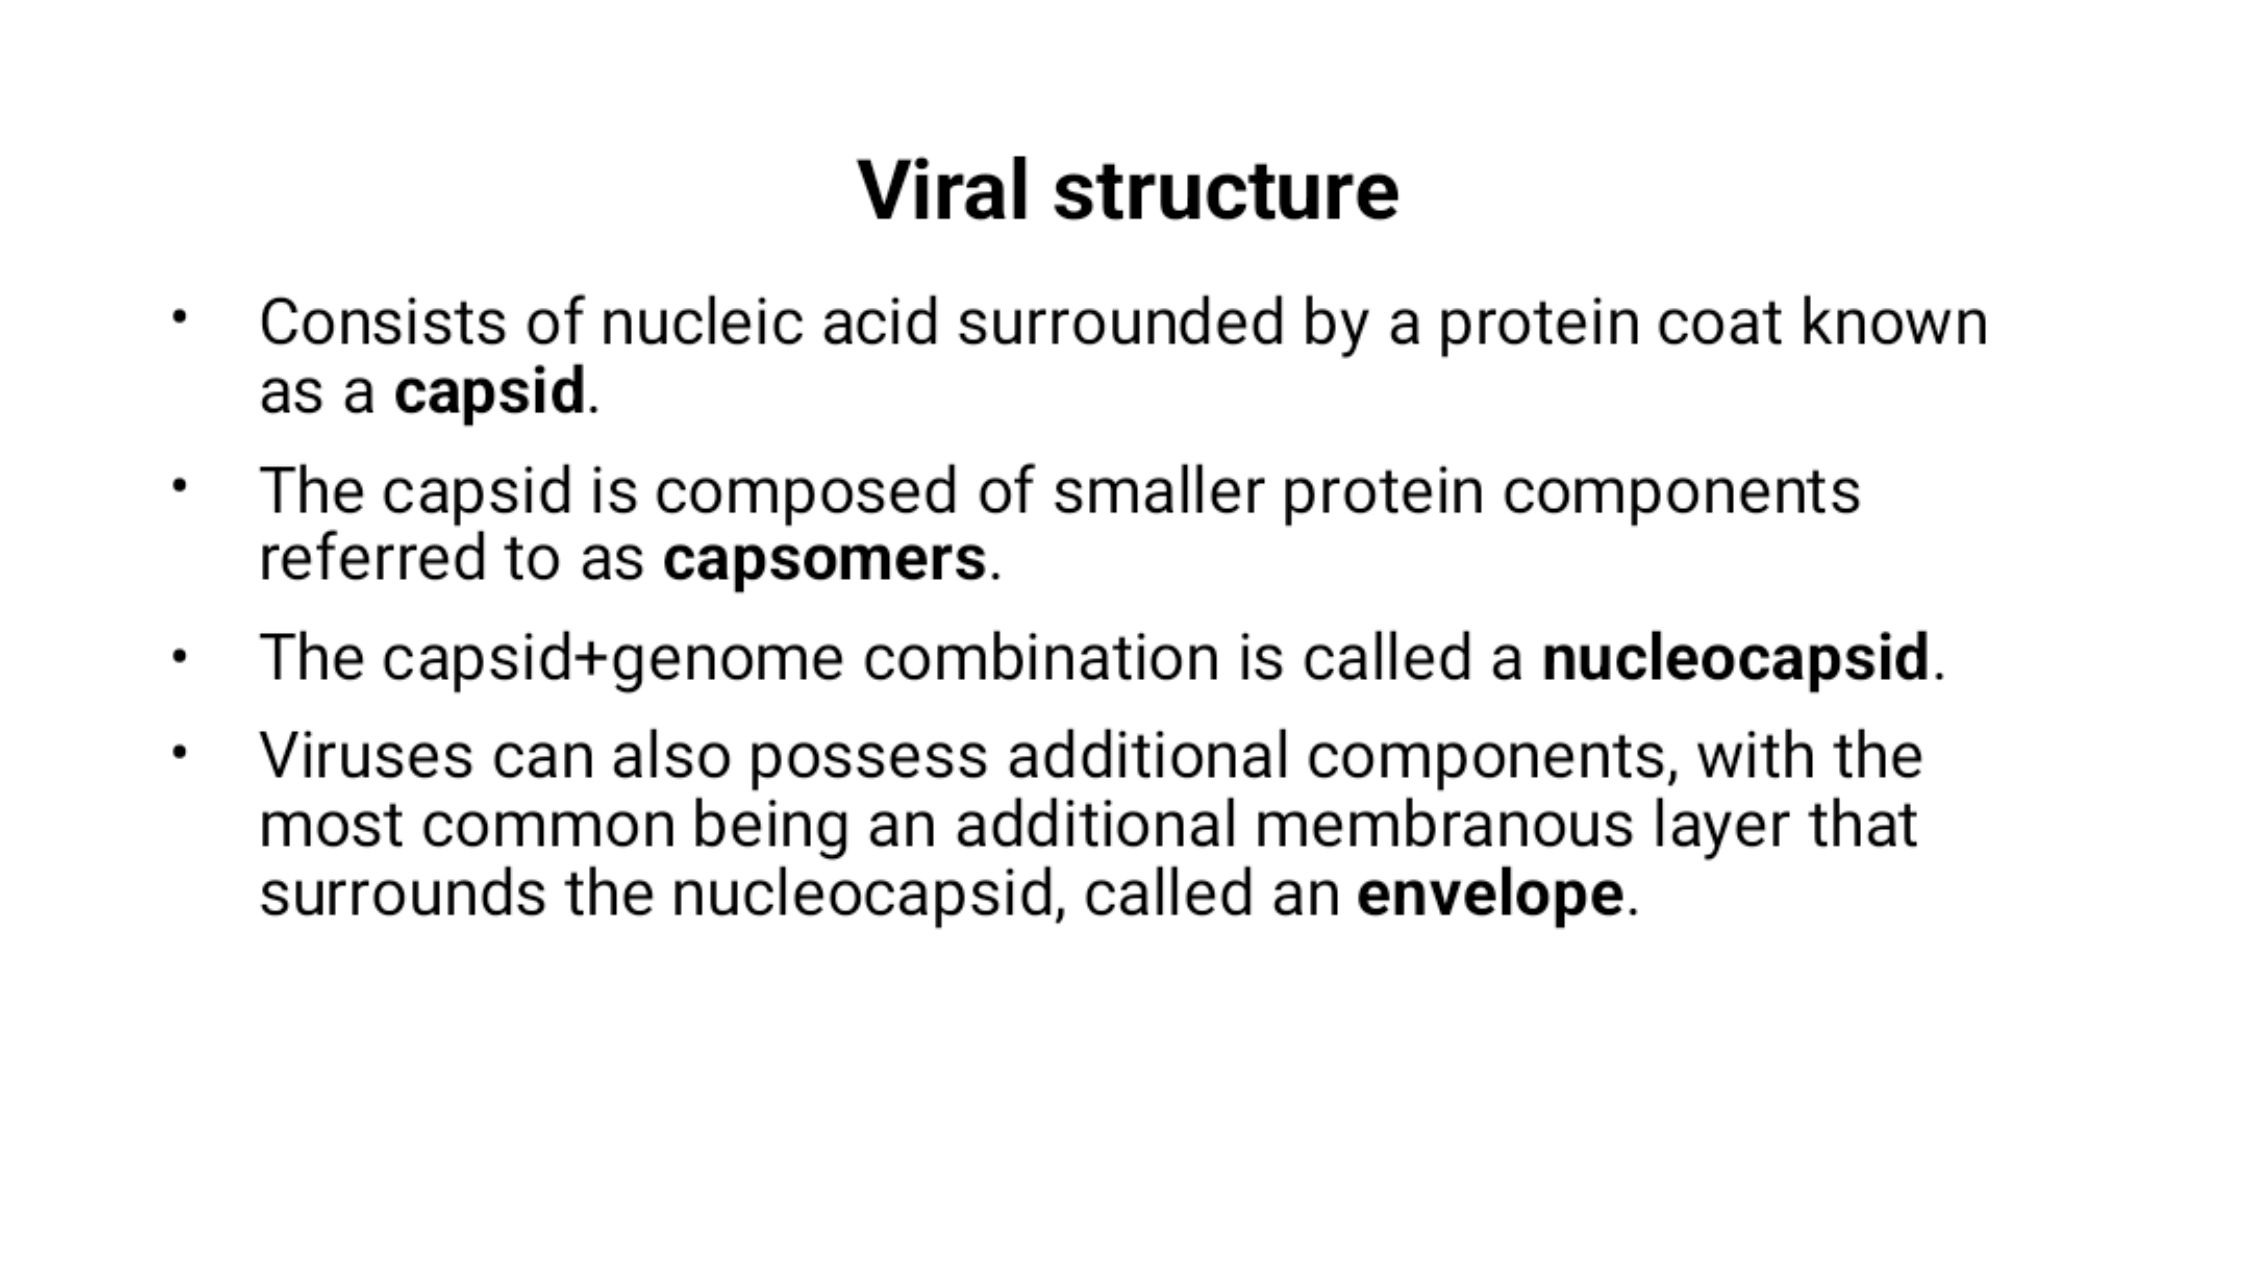 Viral structure
• Consists of nucleic acid surrounded by a protein coat known
as a capsid.
• The capsid is composed of smaller protein components
referred to as capsomers.
• The capsid+genome combination is called a nucleocapsid.
• Viruses can also possess additional components, with the
most common being an additional membranous layer that
surrounds the nucleocapsid, called an envelope.